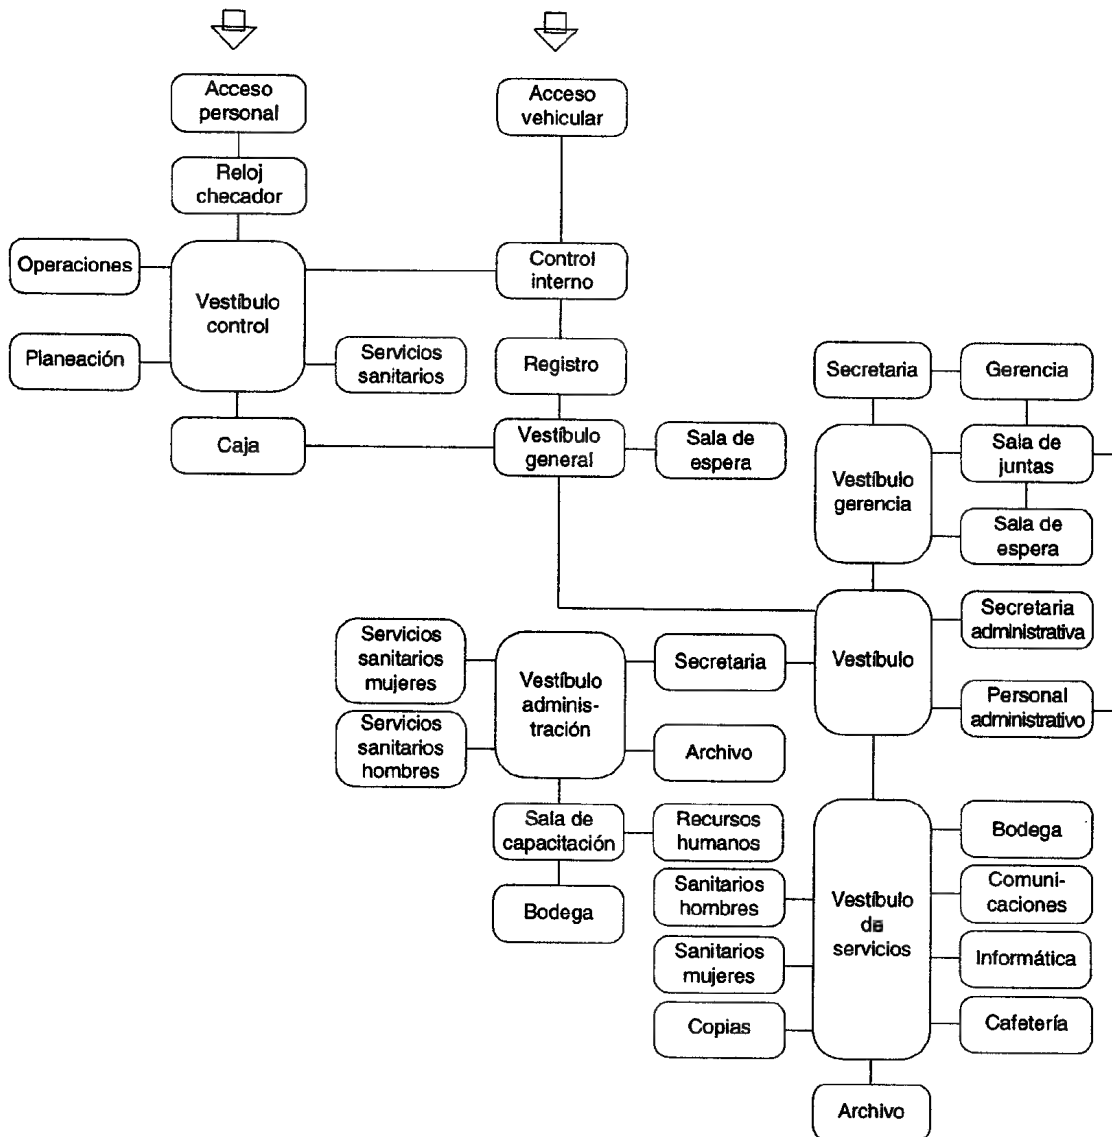 Acceso
personal
Acceso
vehicular
Reloj
checador
Operaciones
Vestíbulo
control
Control
interno
Planeación
Servicios
sanitarios
Registro
Secretaria
Gerencia
Caja
Vestíbulo
general
Sala de
espera
Vestíbulo
gerencia
Sala de
juntas
Sala de
espera
Servicios
sanitarios
mujeres
Vestíbulo
adminis-
tración
Secretaria
Vestíbulo
Secretaria
administrativa
Servicios
sanitarios
hombres
Archivo
Personal
administrativo
Sala de
capacitación
Recursos
humanos
Bodega
Bodega
Sanitarios
hombres
Vestíbulo
de
servicios
Comuni-
caciones
Sanitarios
mujeres
Informática
Copias
Cafetería
Archivo